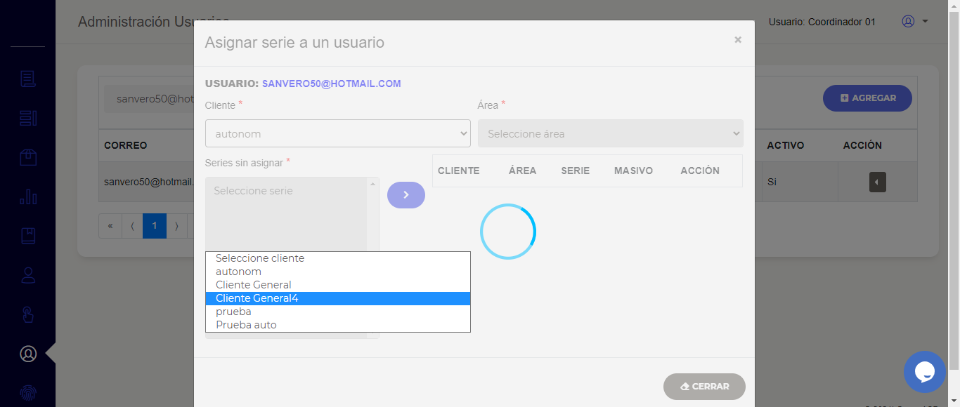 Administración Usuarios
Usuario: Coordinador 01
Asignar serie a un usuario
×
USUARIO: SANVERO50@HOTMAIL.COM
Cliente *
Área *
autonom
Seleccione área
Series sin asignar *
Seleccione serie
CLIENTE ÁREA SERIE MASIVO ACCIÓN
Seleccione cliente
autonom
Cliente General
Cliente General4
prueba
Prueba auto
CERRAR
sanvero50@hot
AGREGAR
CORREO ACTIVO ACCIÓN
sanvero50@hotmail. Si
« ⟨ 1 ⟩